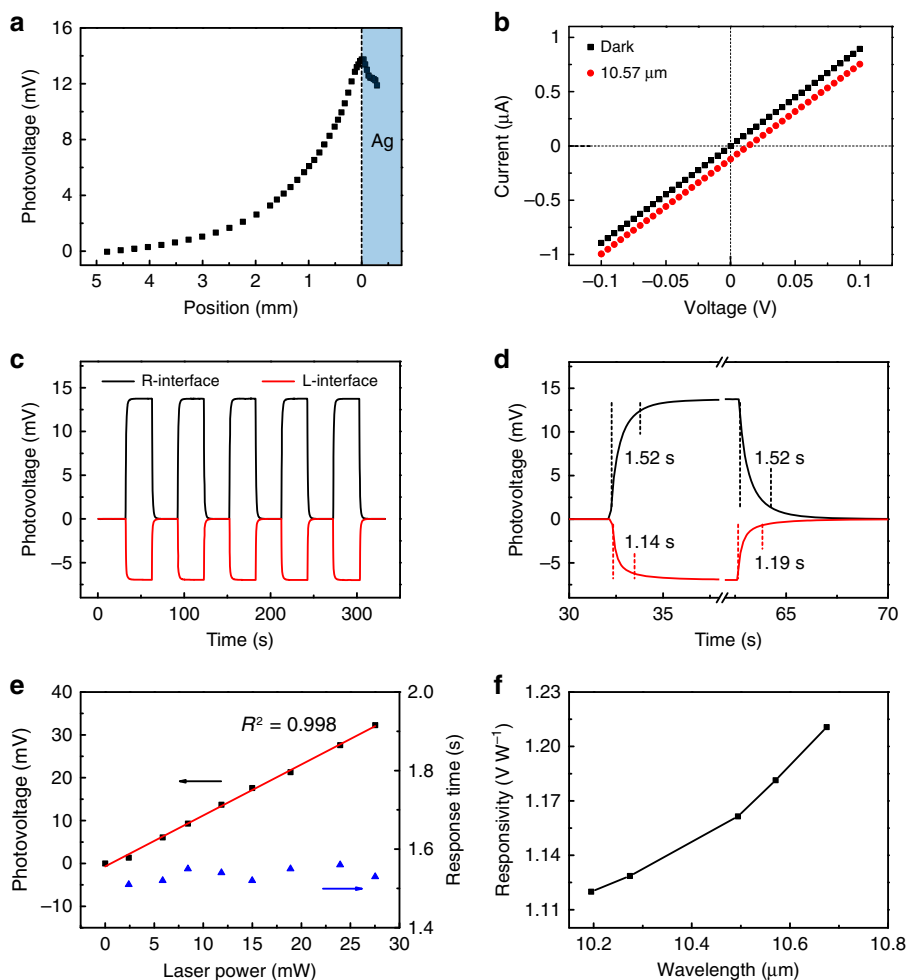 a
16
12
8
4
0
Photovoltage (mV)
Ag
5 4 3 2 1 0
Position (mm)
b
1
0.5
0
−0.5
−1
Current (μA)
Dark
10.57 μm
−0.1 −0.05 0 0.05 0.1
Voltage (V)
c
15
10
5
0
−5
Photovoltage (mV)
R-interface L-interface
0 100 200 300
Time (s)
d
15
10
5
0
−5
Photovoltage (mV)
1.52 s 1.52 s
1.14 s 1.19 s
30 35 65 70
Time (s)
e
40
30
20
10
0
−10
Photovoltage (mV)
R² = 0.998
2.0
1.8
1.6
1.4
Response time (s)
0 5 10 15 20 25 30
Laser power (mW)
f
1.23
1.20
1.17
1.14
1.11
Responsivity (V W⁻¹)
10.2 10.4 10.6 10.8
Wavelength (μm)